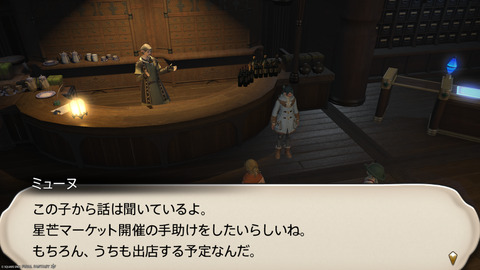 ミューヌ
この子から話は聞いているよ。
星芒マーケット開催の手助けをしたいらしいね。
もちろん、うちも出店する予定なんだ。